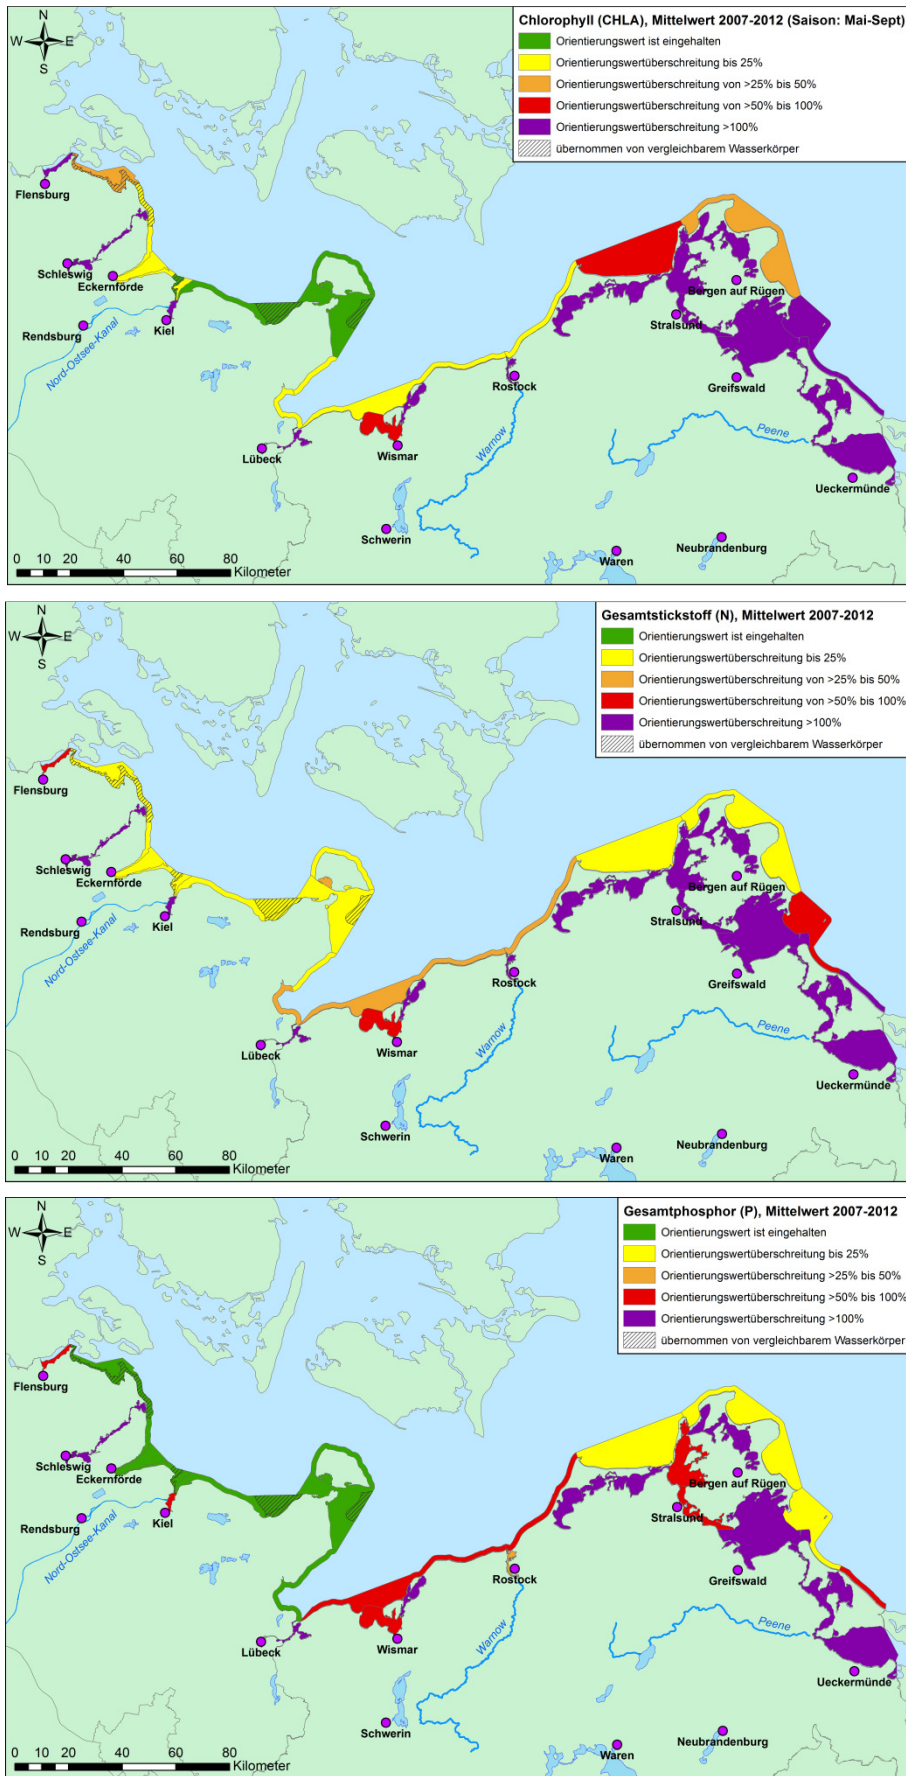 Chlorophyll (CHLA), Mittelwert 2007-2012 (Saison: Mai-Sept)
Orientierungswert ist eingehalten
Orientierungswertüberschreitung bis 25%
Orientierungswertüberschreitung von >25% bis 50%
Orientierungswertüberschreitung von >50% bis 100%
Orientierungswertüberschreitung >100%
übernommen von vergleichbarem Wasserkörper
N
W E
S
Flensburg
Schleswig
Eckernförde
Rendsburg
Kiel
Nord-Ostsee-Kanal
Bergen auf Rügen
Stralsund
Rostock
Greifswald
Lübeck
Wismar
Warnow
Peene
Ueckermünde
Schwerin
Waren
Neubrandenburg
0 10 20 40 60 80
Kilometer
Gesamtstickstoff (N), Mittelwert 2007-2012
Orientierungswert ist eingehalten
Orientierungswertüberschreitung bis 25%
Orientierungswertüberschreitung von >25% bis 50%
Orientierungswertüberschreitung von >50% bis 100%
Orientierungswertüberschreitung >100%
übernommen von vergleichbarem Wasserkörper
N
W E
S
Flensburg
Schleswig
Eckernförde
Rendsburg
Kiel
Nord-Ostsee-Kanal
Bergen auf Rügen
Stralsund
Rostock
Greifswald
Lübeck
Wismar
Warnow
Peene
Ueckermünde
Schwerin
Waren
Neubrandenburg
0 10 20 40 60 80
Kilometer
Gesamtphosphor (P), Mittelwert 2007-2012
Orientierungswert ist eingehalten
Orientierungswertüberschreitung bis 25%
Orientierungswertüberschreitung >25% bis 50%
Orientierungswertüberschreitung >50% bis 100%
Orientierungswertüberschreitung >100%
übernommen von vergleichbarem Wasserkörper
N
W E
S
Flensburg
Schleswig
Eckernförde
Rendsburg
Kiel
Nord-Ostsee-Kanal
Bergen auf Rügen
Stralsund
Rostock
Greifswald
Lübeck
Wismar
Warnow
Peene
Ueckermünde
Schwerin
Waren
Neubrandenburg
0 10 20 40 60 80
Kilometer